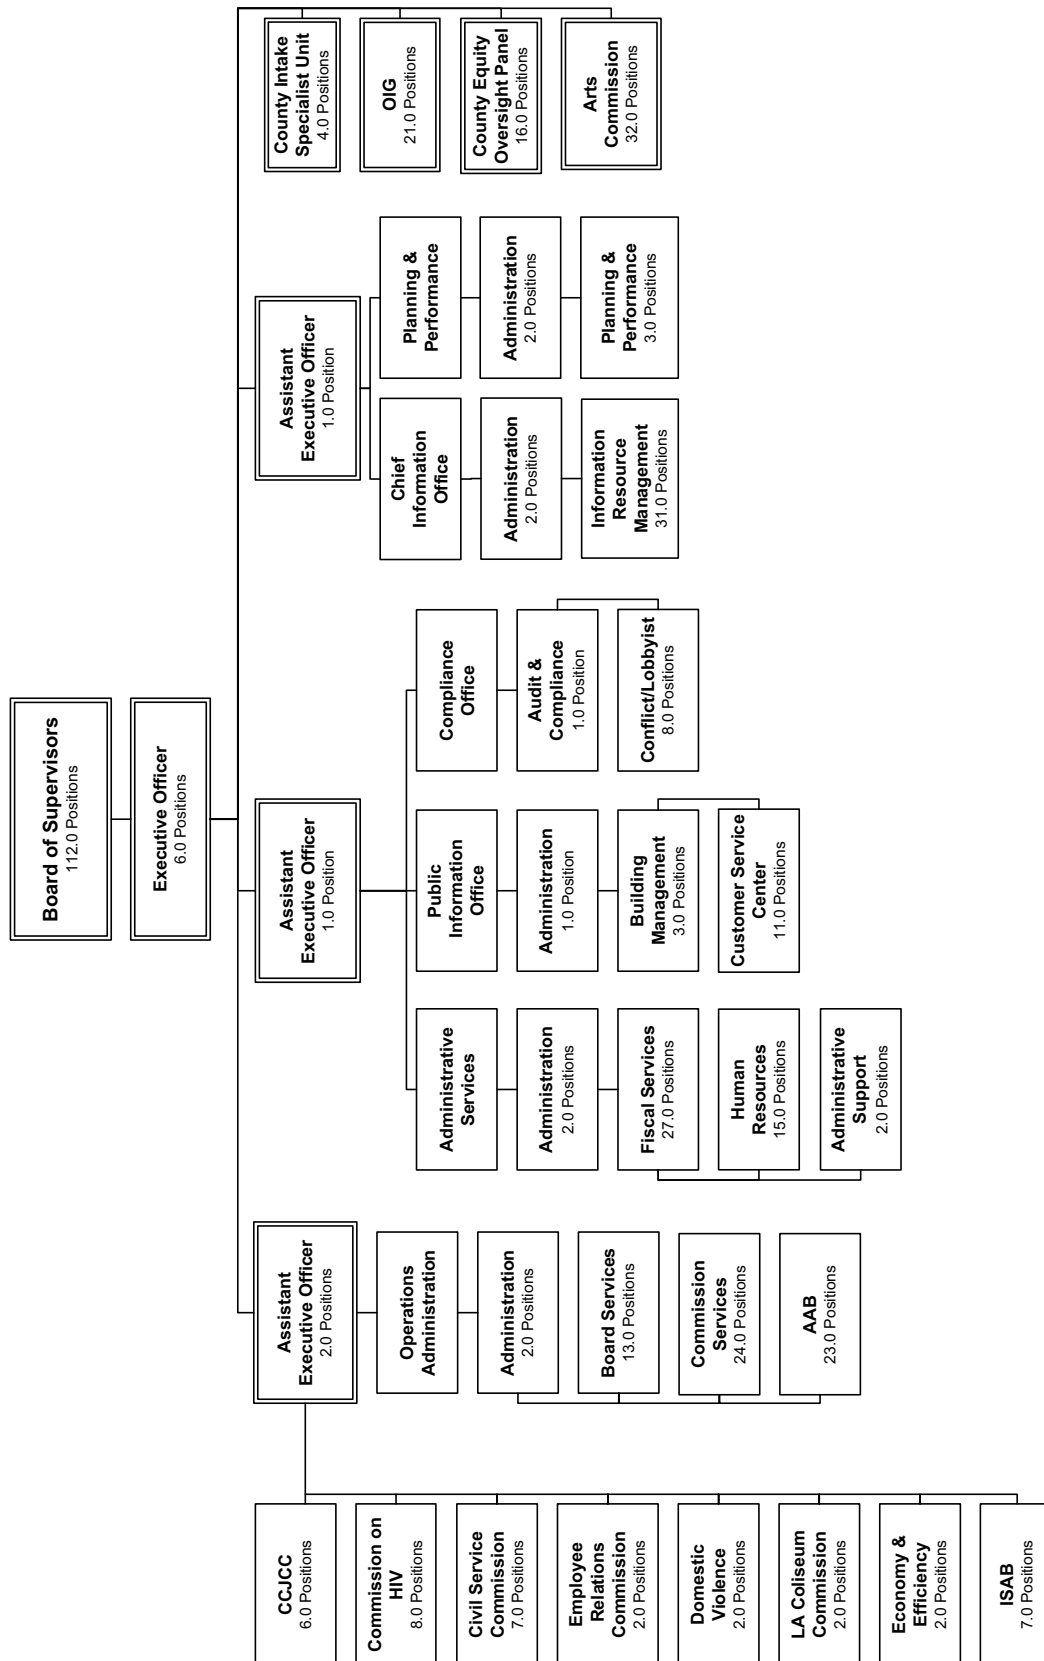 Board of Supervisors
112.0 Positions
Executive Officer
6.0 Positions
Assistant
Executive Officer
2.0 Positions
CCJCC
6.0 Positions
Commission on
HIV
8.0 Positions
Civil Service
Commission
7.0 Positions
Employee
Relations
Commission
2.0 Positions
Domestic
Violence
2.0 Positions
LA Coliseum
Commission
2.0 Positions
Economy &
Efficiency
2.0 Positions
ISAB
7.0 Positions
Operations
Administration
Administration
2.0 Positions
Board Services
13.0 Positions
Commission
Services
24.0 Positions
AAB
23.0 Positions
Assistant
Executive Officer
1.0 Position
Administrative
Services
Administration
2.0 Positions
Fiscal Services
27.0 Positions
Human
Resources
15.0 Positions
Administrative
Support
2.0 Positions
Public
Information
Office
Administration
1.0 Position
Building
Management
3.0 Positions
Customer Service
Center
11.0 Positions
Compliance
Office
Audit &
Compliance
1.0 Position
Conflict/Lobbyist
8.0 Positions
Assistant
Executive Officer
1.0 Position
Chief
Information
Office
Administration
2.0 Positions
Information
Resource
Management
31.0 Positions
Planning &
Performance
Administration
2.0 Positions
Planning &
Performance
3.0 Positions
County Intake
Specialist Unit
4.0 Positions
OIG
21.0 Positions
County Equity
Oversight Panel
16.0 Positions
Arts
Commission
32.0 Positions